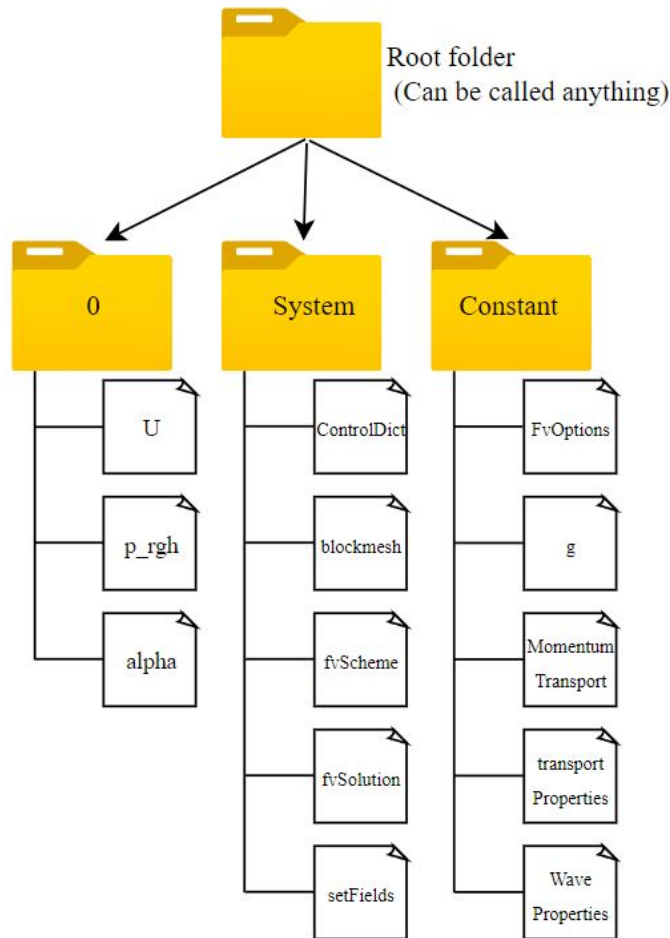 Root folder
(Can be called anything)
0
System
Constant
U
ControlDict
FvOptions
p_rgh
blockmesh
g
alpha
fvScheme
Momentum
Transport
fvSolution
transport
Properties
setFields
Wave
Properties